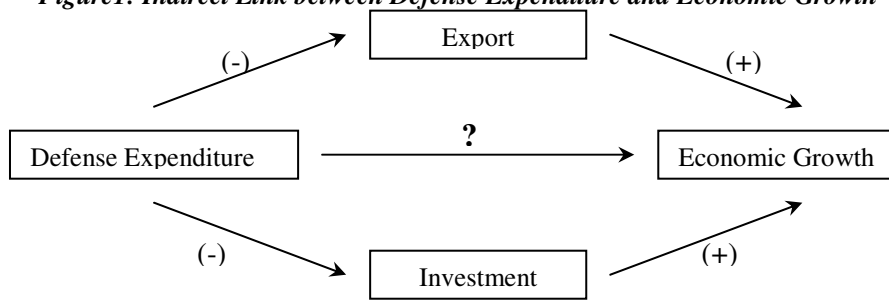 Figure1: Indirect Link between Defense Expenditure and Economic Growth
Export
(-) (+)
?
Defense Expenditure Economic Growth
(-) (+)
Investment